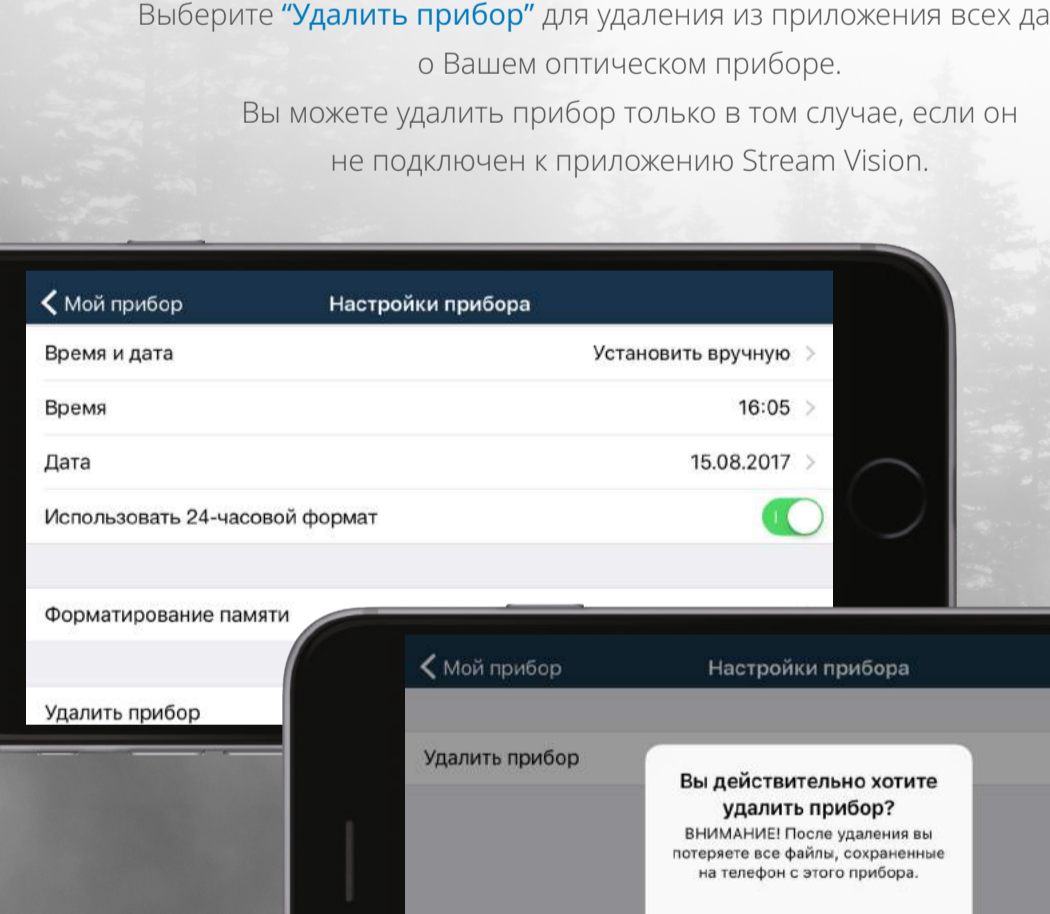 Выберите “Удалить прибор” для удаления из приложения всех
о Вашем оптическом приборе.
Вы можете удалить прибор только в том случае, если он
не подключен к приложению Stream Vision.
Мой прибор Настройки прибора
Время и дата Установить вручную
Время 16:05
Дата 15.08.2017
Использовать 24-часовой формат
Форматирование памяти
Удалить прибор
Мой прибор Настройки прибора
Удалить прибор
Вы действительно хотите
удалить прибор?
ВНИМАНИЕ! После удаления вы
потеряете все файлы, сохраненные
на телефон с этого прибора.